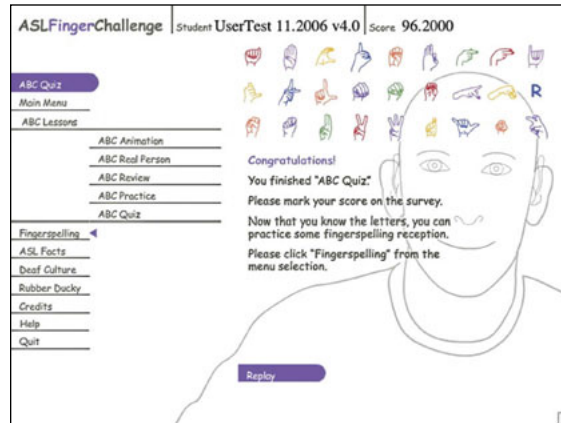 ASLFingerChallenge Student UserTest 11.2006 v4.0 Score 96.2000
ABC Quiz
Main Menu
ABC Lessons
ABC Animation
ABC Real Person
ABC Review
ABC Practice
ABC Quiz
Fingerspelling
ASL Facts
Deaf Culture
Rubber Ducky
Credits
Help
Quit
R
Congratulations!
You finished "ABC Quiz."
Please mark your score on the survey.
Now that you know the letters, you can
practice some fingerspelling reception.
Please click "Fingerspelling" from the
menu selection.
Replay